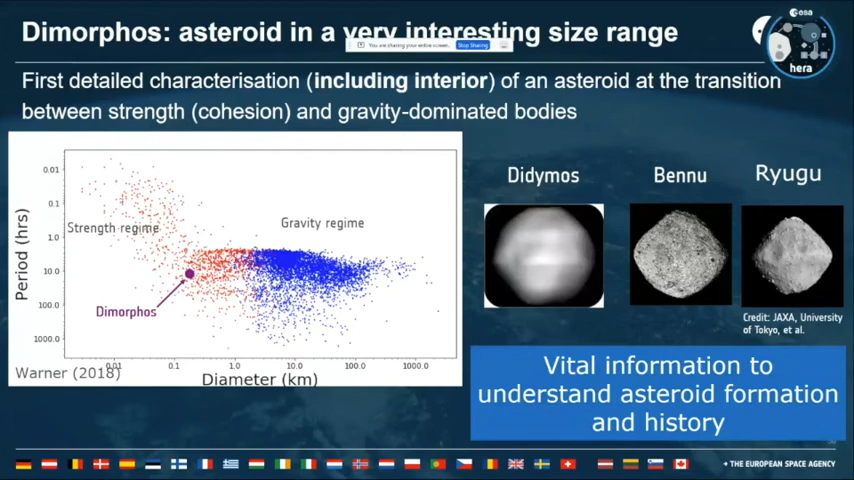 Dimorphos: asteroid in a very interesting size range
You are sharing your entire screen.
Stop Sharing
esa
hera
First detailed characterisation (including interior) of an asteroid at the transition
between strength (cohesion) and gravity-dominated bodies
Period (hrs)
0.01
0.1
1.0
10.0
100.0
1000.0
Strength regime
Gravity regime
Dimorphos
0.01
0.1
1.0
10.0
100.0
1000.0
Warner (2018)
Diameter (km)
Didymos
Bennu
Ryugu
Credit: JAXA, University
of Tokyo, et al.
Vital information to
understand asteroid formation
and history
→ THE EUROPEAN SPACE AGENCY